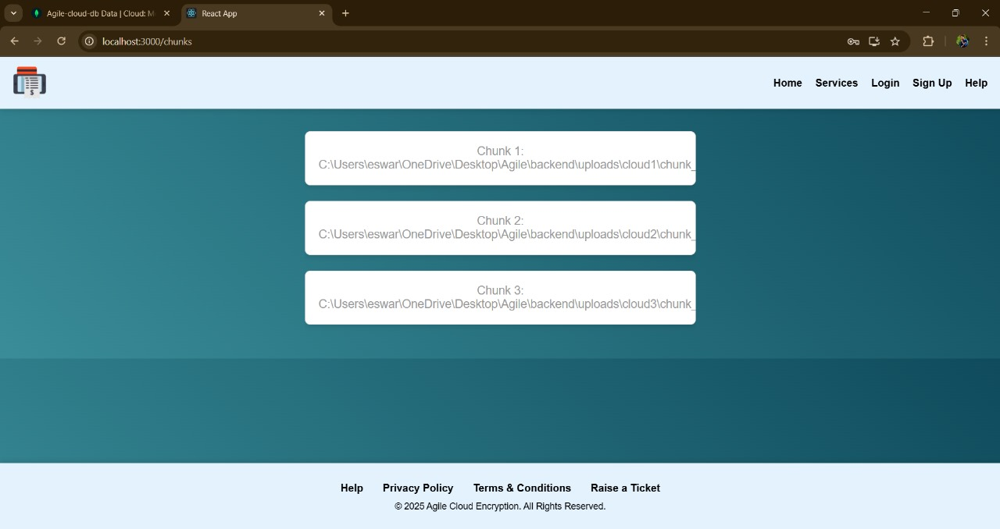 Agile-cloud-db Data | Cloud: M
React App
localhost:3000/chunks
Home Services Login Sign Up Help
Chunk 1:
C:\Users\eswar\OneDrive\Desktop\Agile\backend\uploads\cloud1\chunk_
Chunk 2:
C:\Users\eswar\OneDrive\Desktop\Agile\backend\uploads\cloud2\chunk_
Chunk 3:
C:\Users\eswar\OneDrive\Desktop\Agile\backend\uploads\cloud3\chunk_
Help Privacy Policy Terms & Conditions Raise a Ticket
© 2025 Agile Cloud Encryption. All Rights Reserved.